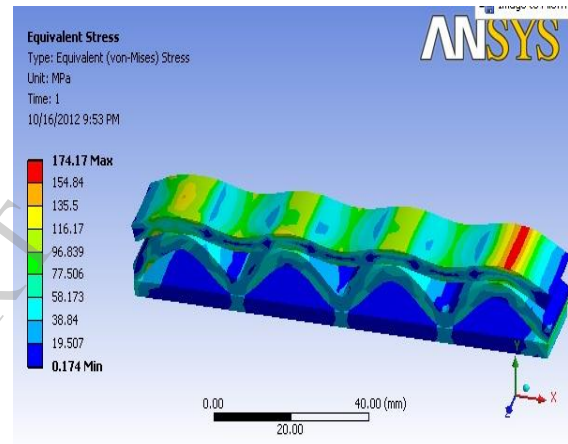 Equivalent Stress
Type: Equivalent (von-Mises) Stress
Unit: MPa
Time: 1
10/16/2012 9:53 PM
ANSYS
174.17 Max
154.84
135.5
116.17
96.839
77.506
58.173
38.84
19.507
0.174 Min
0.00 40.00 (mm)
20.00
Y
X
Z